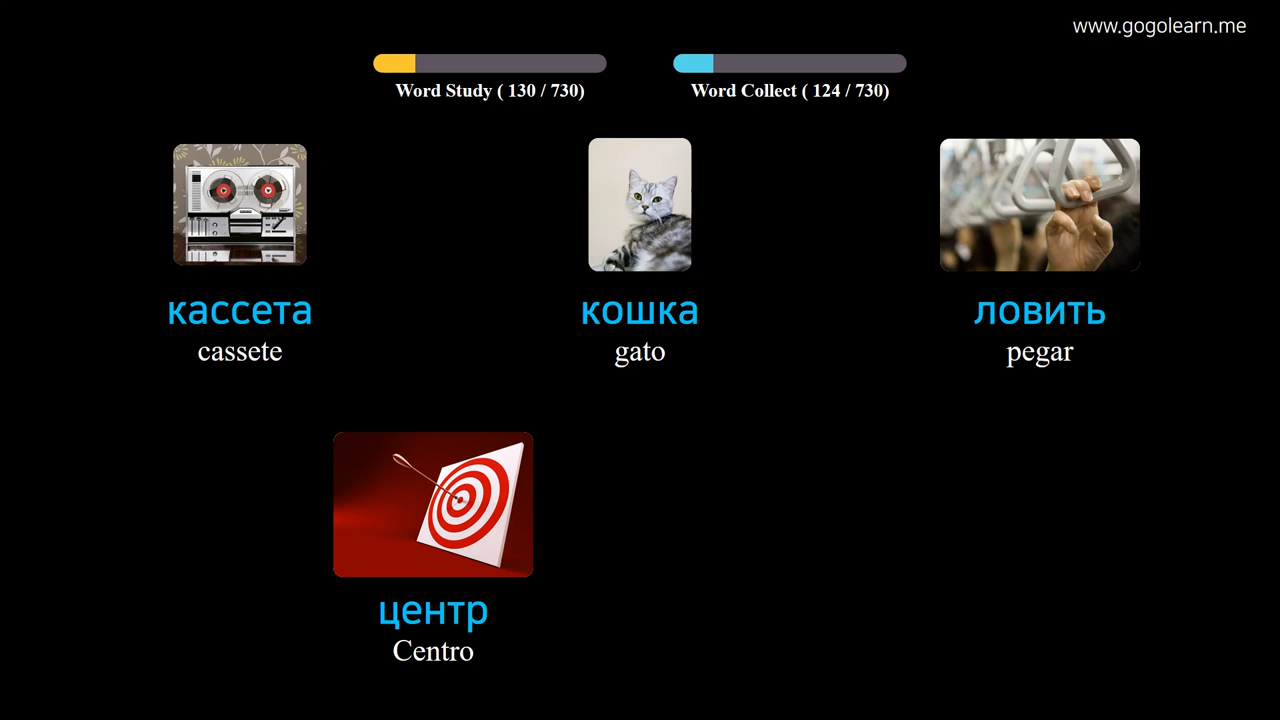 www.gogolearn.me
Word Study ( 130 / 730)
Word Collect ( 124 / 730)
кассета
cassete
кошка
gato
ловить
pegar
центр
Centro